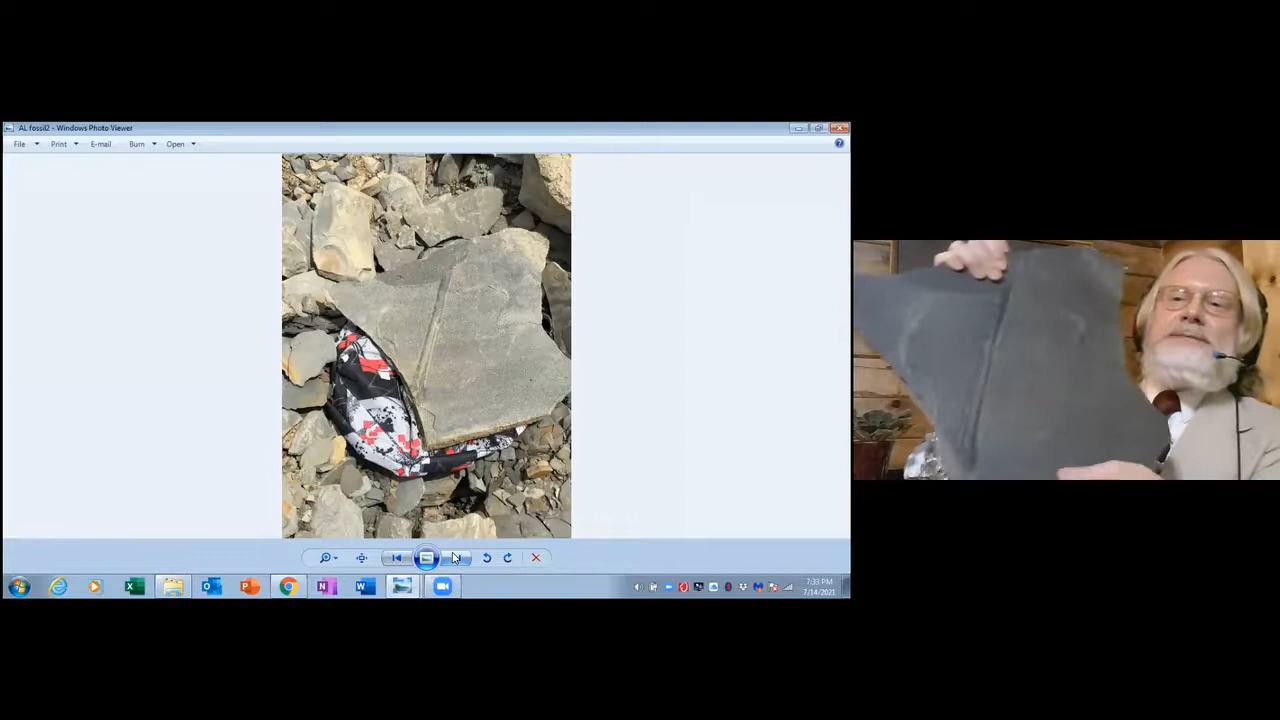 AL fossil2 - Windows Photo Viewer
File Print E-mail Burn Open
7:33 PM
7/14/2021